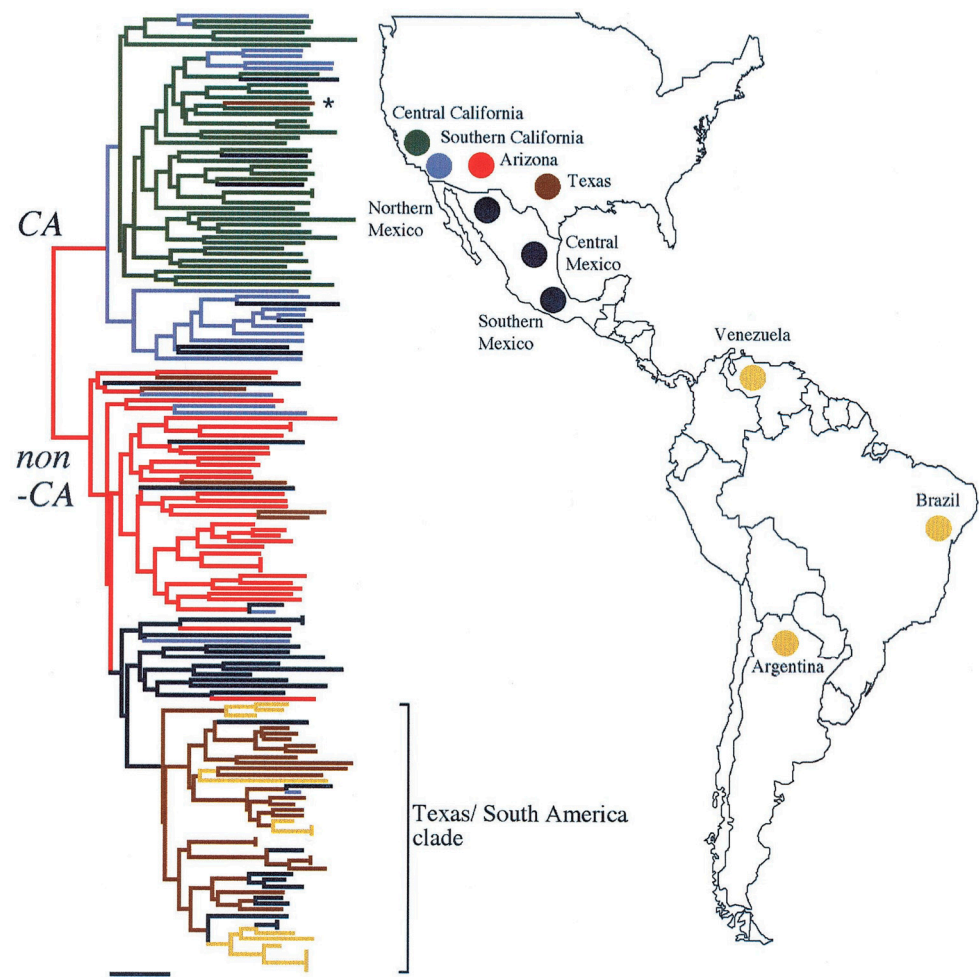 CA
non
-CA
*
Central California
Southern California
Arizona
Texas
Northern
Mexico
Central
Mexico
Southern
Mexico
Venezuela
Brazil
Argentina
Texas/ South America
clade